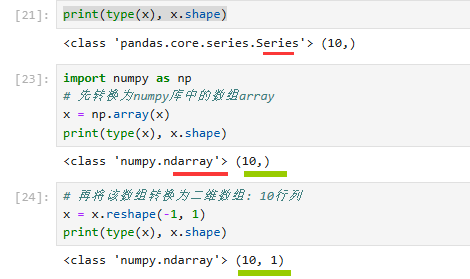 [21]: print(type(x), x.shape)
<class 'pandas.core.series.Series'> (10,)
[23]: import numpy as np
# 先转换为numpy库中的数组array
x = np.array(x)
print(type(x), x.shape)
<class 'numpy.ndarray'> (10,)
[24]: # 再将该数组转换为二维数组：10行列
x = x.reshape(-1, 1)
print(type(x), x.shape)
<class 'numpy.ndarray'> (10, 1)